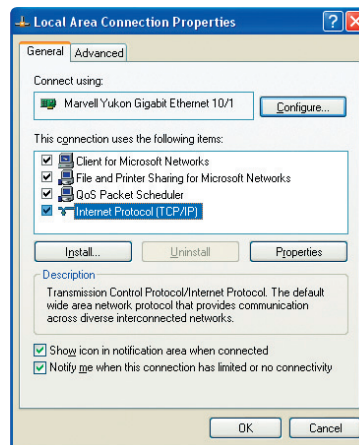 Local Area Connection Properties
General Advanced
Connect using:
Marvell Yukon Gigabit Ethernet 10/1
Configure...
This connection uses the following items:
Client for Microsoft Networks
File and Printer Sharing for Microsoft Networks
QoS Packet Scheduler
Internet Protocol (TCP/IP)
Install... Uninstall Properties
Description
Transmission Control Protocol/Internet Protocol. The default
wide area network protocol that provides communication
across diverse interconnected networks.
Show icon in notification area when connected
Notify me when this connection has limited or no connectivity
OK Cancel